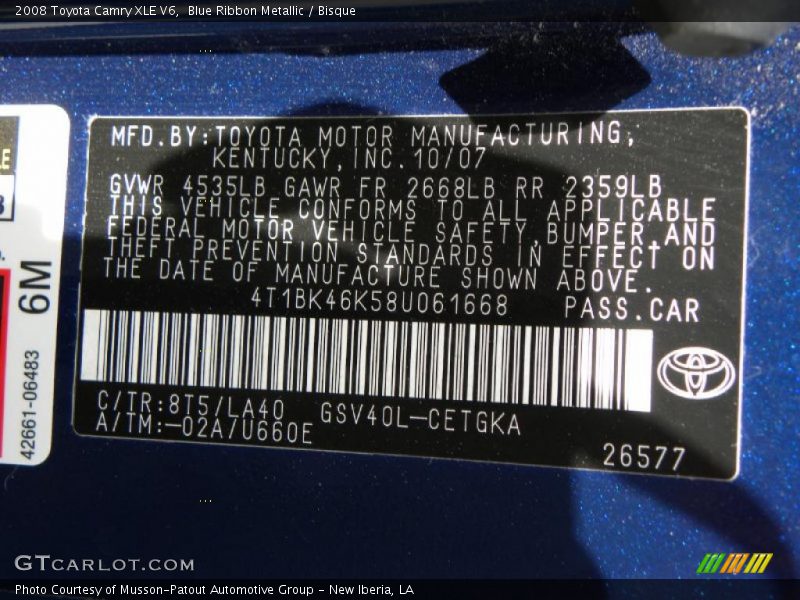 2008 Toyota Camry XLE V6, Blue Ribbon Metallic / Bisque
MFD.BY:TOYOTA MOTOR MANUFACTURING,
KENTUCKY,INC.10/07
GVWR 4535LB GAWR FR 2668LB RR 2359LB
THIS VEHICLE CONFORMS TO ALL APPLICABLE
FEDERAL MOTOR VEHICLE SAFETY,BUMPER,AND
THEFT PREVENTION STANDARDS IN EFFECT ON
THE DATE OF MANUFACTURE SHOWN ABOVE.
4T1BK46K58U061668 PASS.CAR
C/TR:8T5/LA40 GSV40L-CETGKA
A/TM:-02A/U660E
26577
6M
42661-06483
GTCARLOT.COM
Photo Courtesy of Musson-Patout Automotive Group - New Iberia, LA